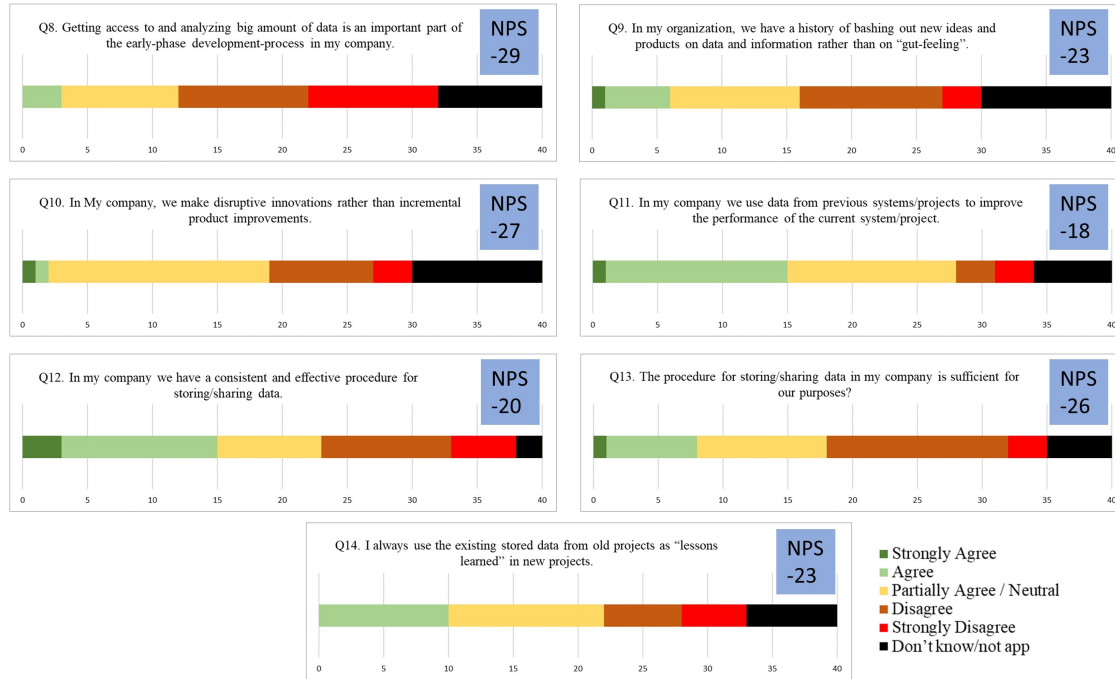 Q8. Getting access to and analyzing big amount of data is an important part of
the early-phase development-process in my company.
NPS
-29
0 5 10 15 20 25 30 35 40
Q9. In my organization, we have a history of bashing out new ideas and
products on data and information rather than on “gut-feeling”.
NPS
-23
0 5 10 15 20 25 30 35 40
Q10. In My company, we make disruptive innovations rather than incremental
product improvements.
NPS
-27
0 5 10 15 20 25 30 35 40
Q11. In my company we use data from previous systems/projects to improve
the performance of the current system/project.
NPS
-18
0 5 10 15 20 25 30 35 40
Q12. In my company we have a consistent and effective procedure for
storing/sharing data.
NPS
-20
0 5 10 15 20 25 30 35 40
Q13. The procedure for storing/sharing data in my company is sufficient for
our purposes?
NPS
-26
0 5 10 15 20 25 30 35 40
Q14. I always use the existing stored data from old projects as “lessons
learned” in new projects.
NPS
-23
0 5 10 15 20 25 30 35 40
Strongly Agree
Agree
Partially Agree / Neutral
Disagree
Strongly Disagree
Don’t know/not app